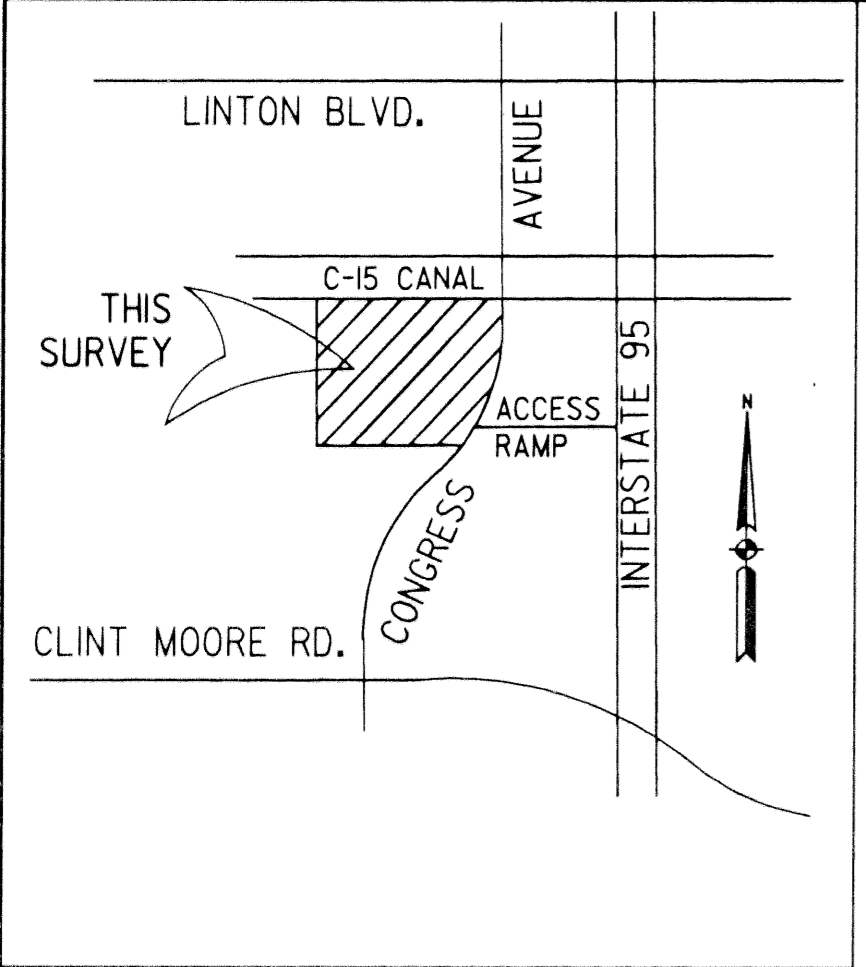 LINTON BLVD.
AVENUE
C-15 CANAL
THIS
SURVEY
INTERSTATE 95
ACCESS
RAMP
N
CONGRESS
CLINT MOORE RD.